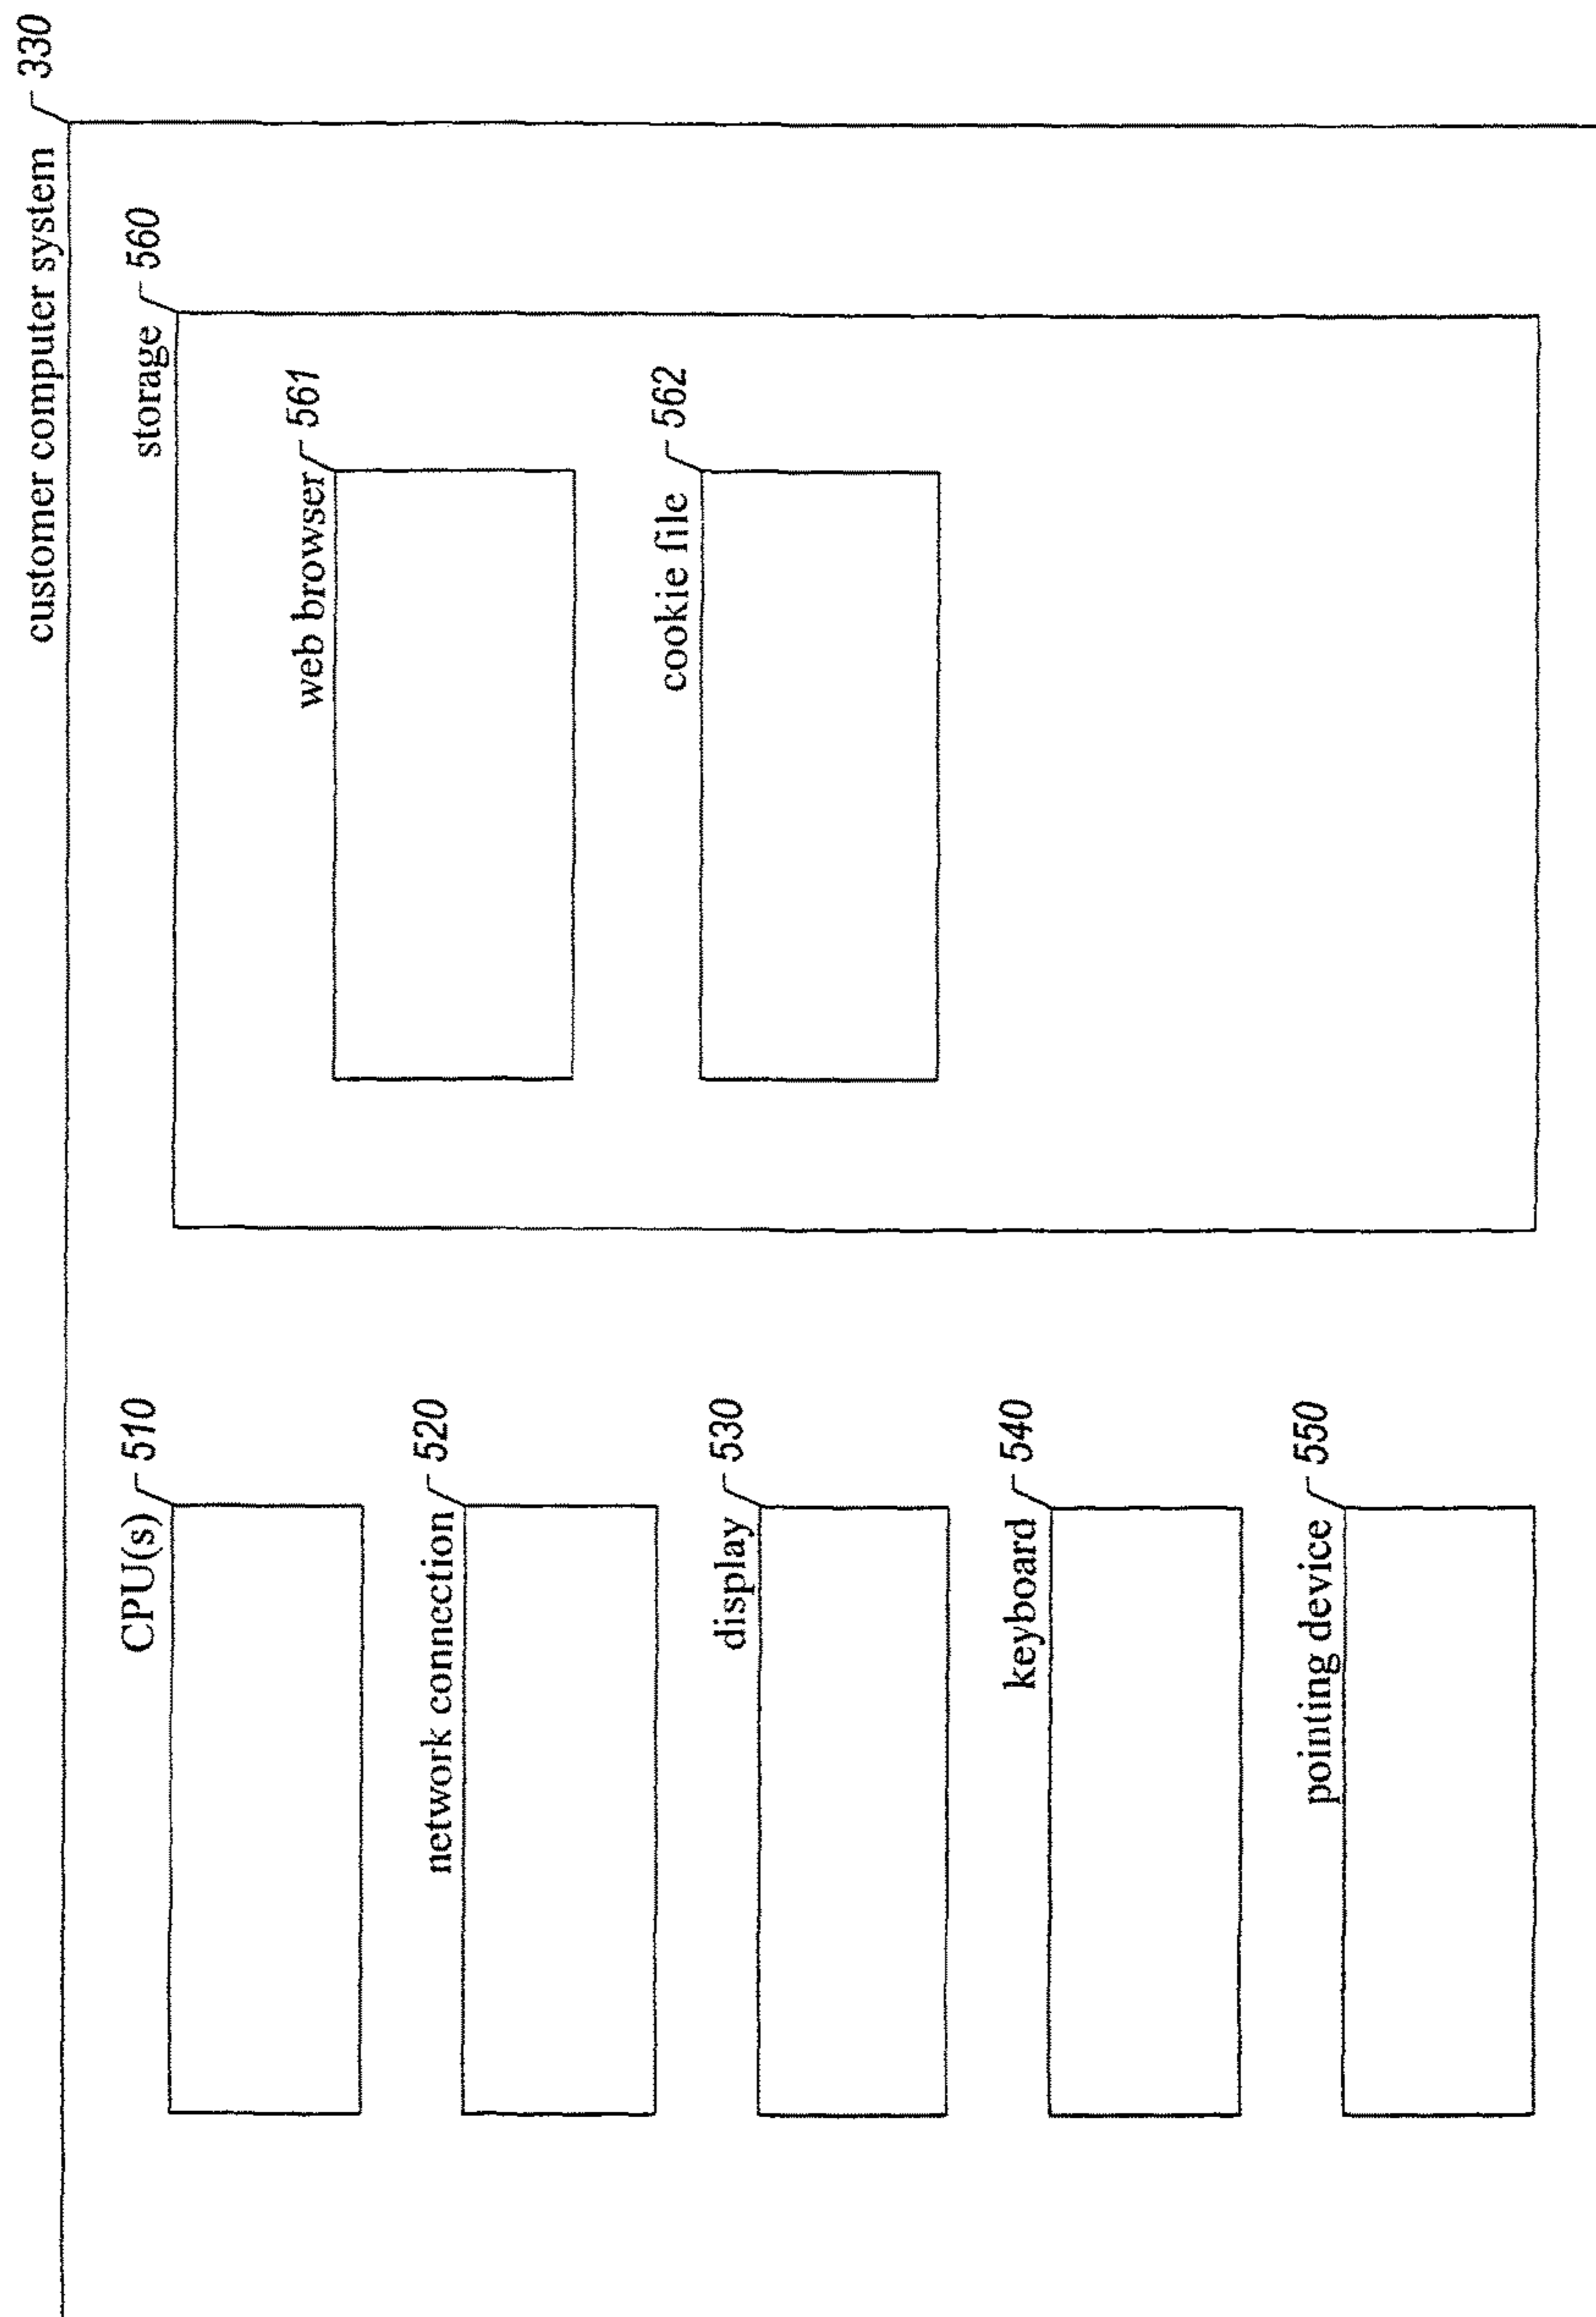 customer computer system 330
CPU(s) 510
network connection 520
display 530
keyboard 540
pointing device 550
storage 560
web browser 561
cookie file 562